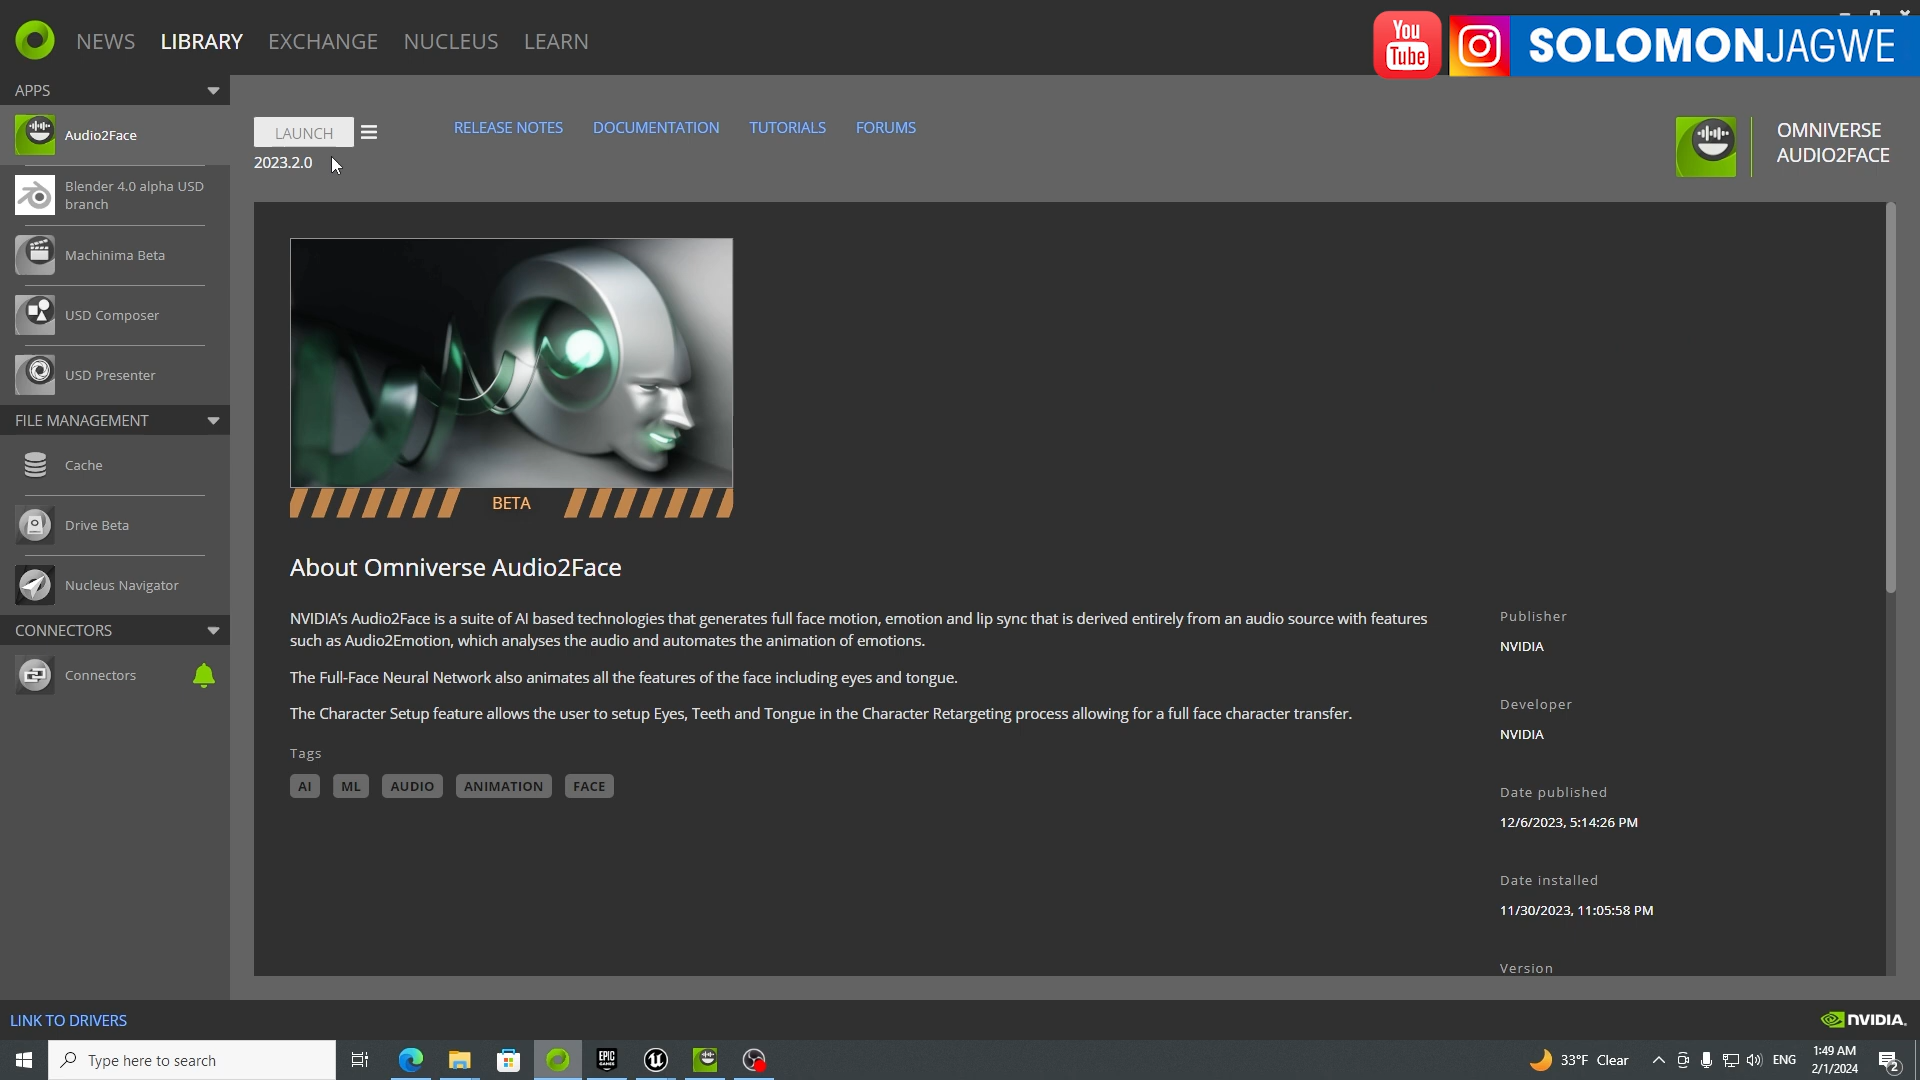 NEWS LIBRARY EXCHANGE NUCLEUS LEARN
You
Tube
SOLOMONJAGWE
APPS
Audio2Face
Blender 4.0 alpha USD
branch
Machinima Beta
USD Composer
USD Presenter
FILE MANAGEMENT
Cache
Drive Beta
Nucleus Navigator
CONNECTORS
Connectors
LAUNCH
2023.2.0
RELEASE NOTES DOCUMENTATION TUTORIALS FORUMS
OMNIVERSE
AUDIO2FACE
BETA
About Omniverse Audio2Face
NVIDIA’s Audio2Face is a suite of AI based technologies that generates full face motion, emotion and lip sync that is derived entirely from an audio source with features
such as Audio2Emotion, which analyses the audio and automates the animation of emotions.
The Full-Face Neural Network also animates all the features of the face including eyes and tongue.
The Character Setup feature allows the user to setup Eyes, Teeth and Tongue in the Character Retargeting process allowing for a full face character transfer.
Tags
AI ML AUDIO ANIMATION FACE
Publisher
NVIDIA
Developer
NVIDIA
Date published
12/6/2023, 5:14:26 PM
Date installed
11/30/2023, 11:05:58 PM
Version
LINK TO DRIVERS
NVIDIA.
Type here to search
EPIC
GAMES
33°F Clear
ENG
1:49 AM
2/1/2024
2